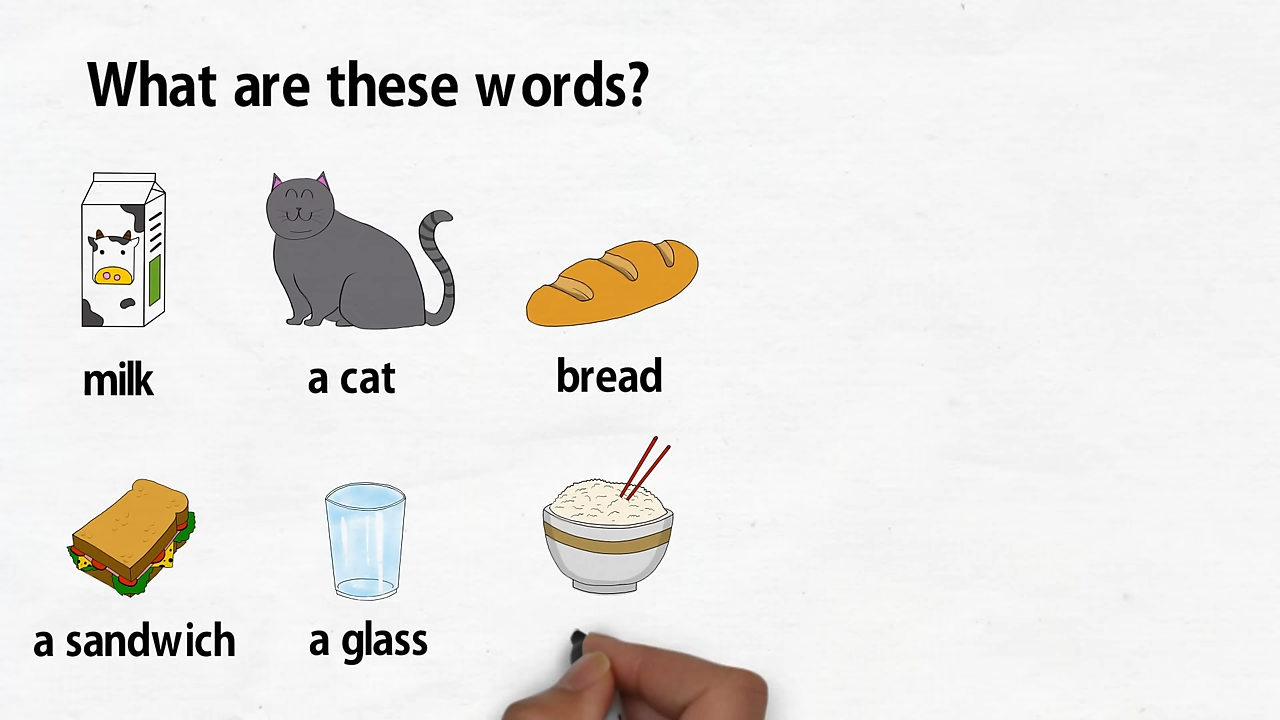 What are these words?
milk
a cat
bread
a sandwich
a glass